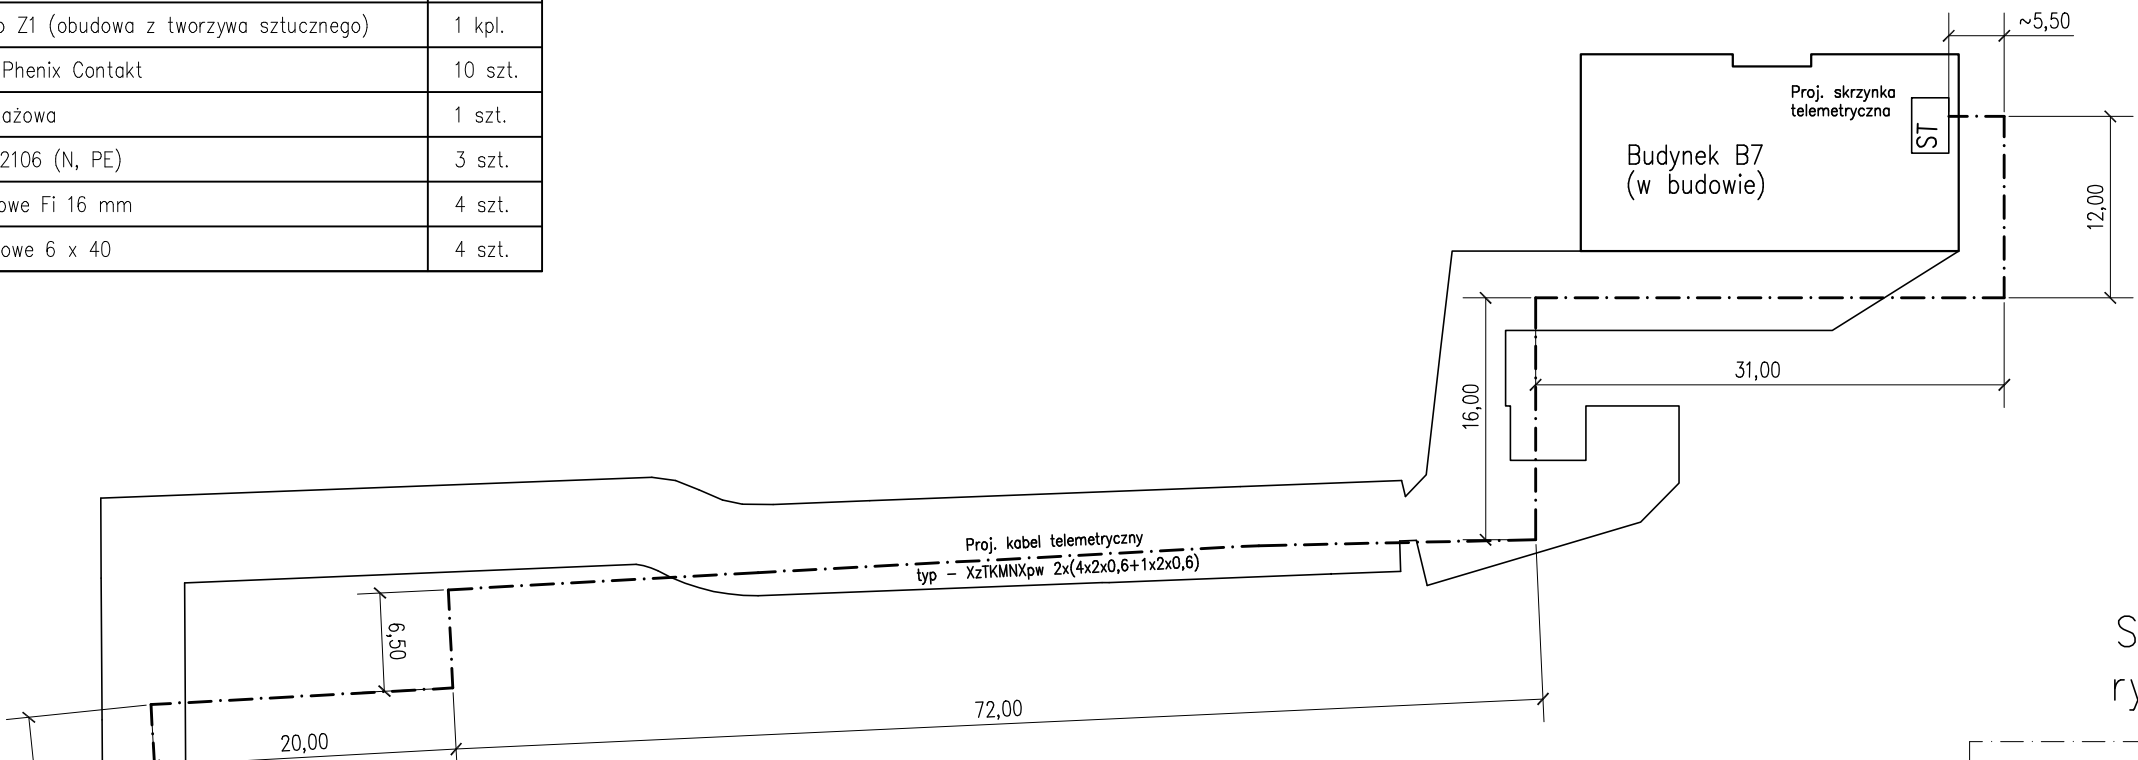 Z1 (obudowa z tworzywa sztucznego) 1 kpl.
Phenix Contakt 10 szt.
ażowa 1 szt.
2106 (N, PE) 3 szt.
owe Fi 16 mm 4 szt.
owe 6 x 40 4 szt.
~5,50
Proj. skrzynka
telemetryczna
ST
Budynek B7
(w budowie)
12,00
31,00
16,00
Proj. kabel telemetryczny
typ - XzTKMNXpw 2x(4x2x0,6+1x2x0,6)
6,50
72,00
20,00
S
ry